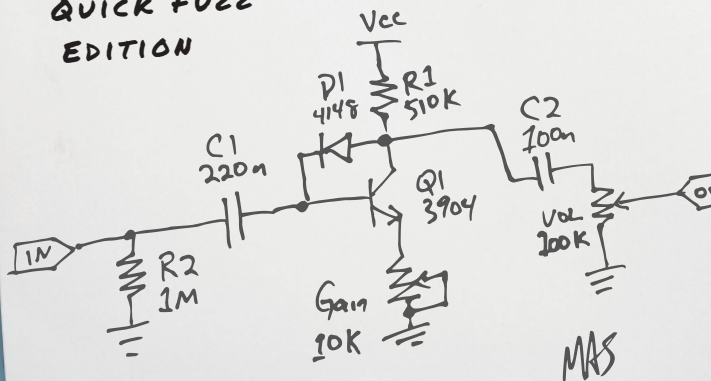 QUICK FUZZ
EDITION
Vcc
D1
4148
R1
510K
C1
220n
C2
100n
Q1
3904
IN
R2
1M
VOL
100K
Gain
10K
MAS